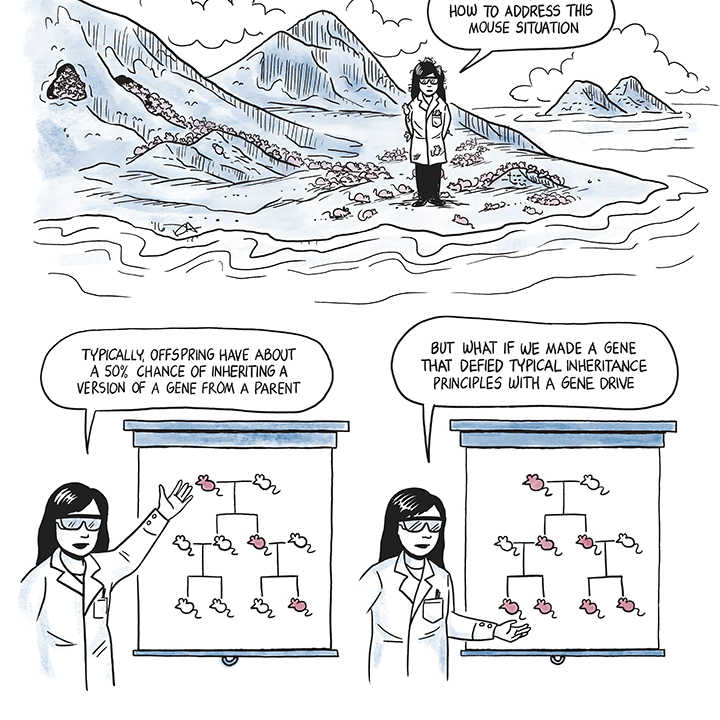 HOW TO ADDRESS THIS
MOUSE SITUATION
TYPICALLY, OFFSPRING HAVE ABOUT
A 50% CHANCE OF INHERITING A
VERSION OF A GENE FROM A PARENT
BUT WHAT IF WE MADE A GENE
THAT DEFIED TYPICAL INHERITANCE
PRINCIPLES WITH A GENE DRIVE